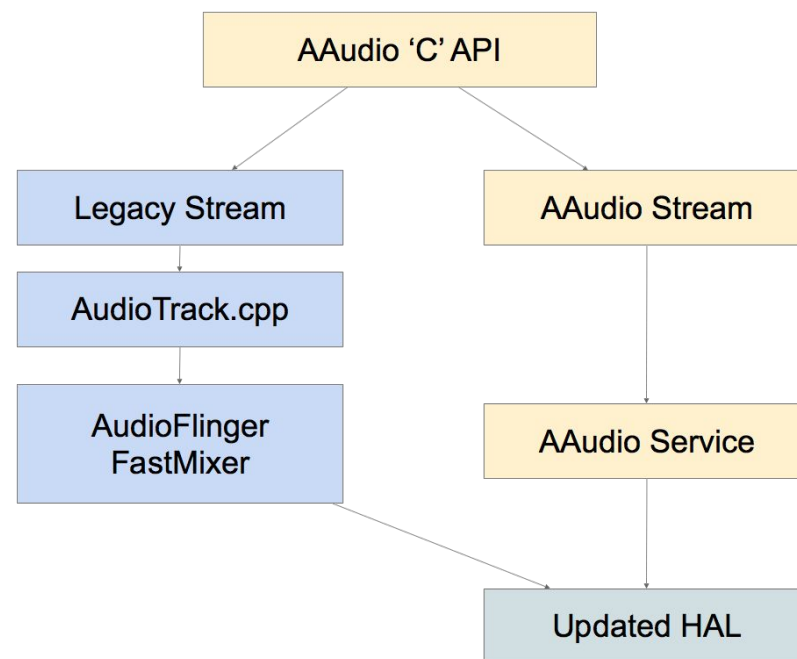 AAudio ‘C’ API
Legacy Stream
AAudio Stream
AudioTrack.cpp
AudioFlinger
FastMixer
AAudio Service
Updated HAL